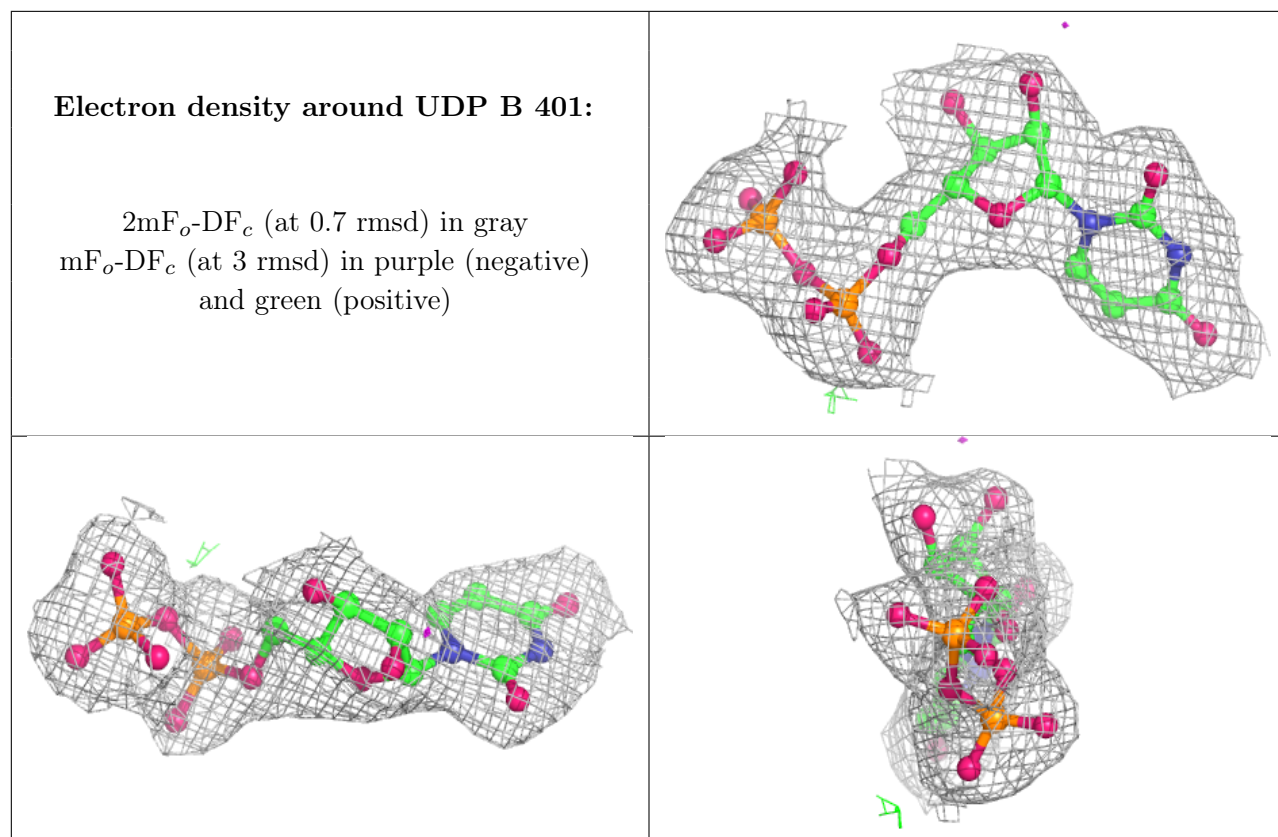 Electron density around UDP B 401:
2mFₒ-DF𝒸 (at 0.7 rmsd) in gray
mFₒ-DF𝒸 (at 3 rmsd) in purple (negative)
and green (positive)